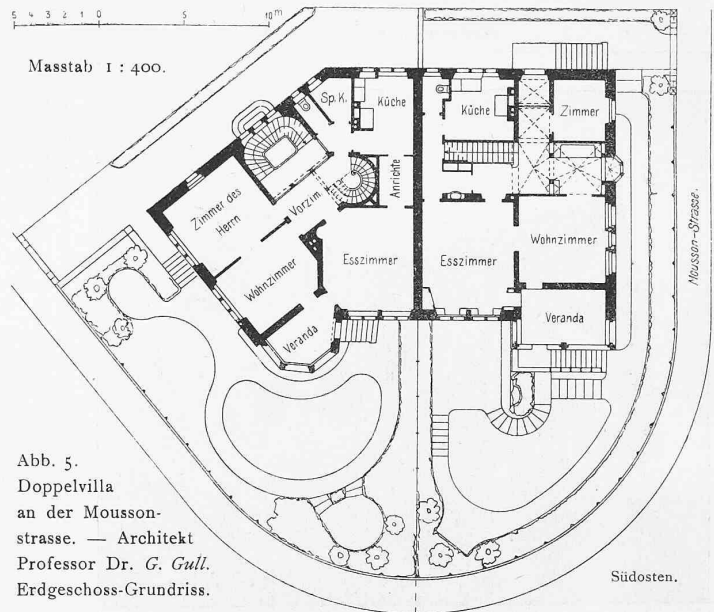 5 4 3 2 1 0 5 10 m
Masstab 1 : 400.
Sp. K.
Küche
Küche
Zimmer
Anrichte
Vorzim.
Zimmer des
Herrn
Wohnzimmer
Esszimmer
Esszimmer
Wohnzimmer
Veranda
Veranda
Mousson-Strasse.
Abb. 5.
Doppelvilla
an der Mousson-
strasse. — Architekt
Professor Dr. G. Gull.
Erdgeschoss-Grundriss.
Südosten.